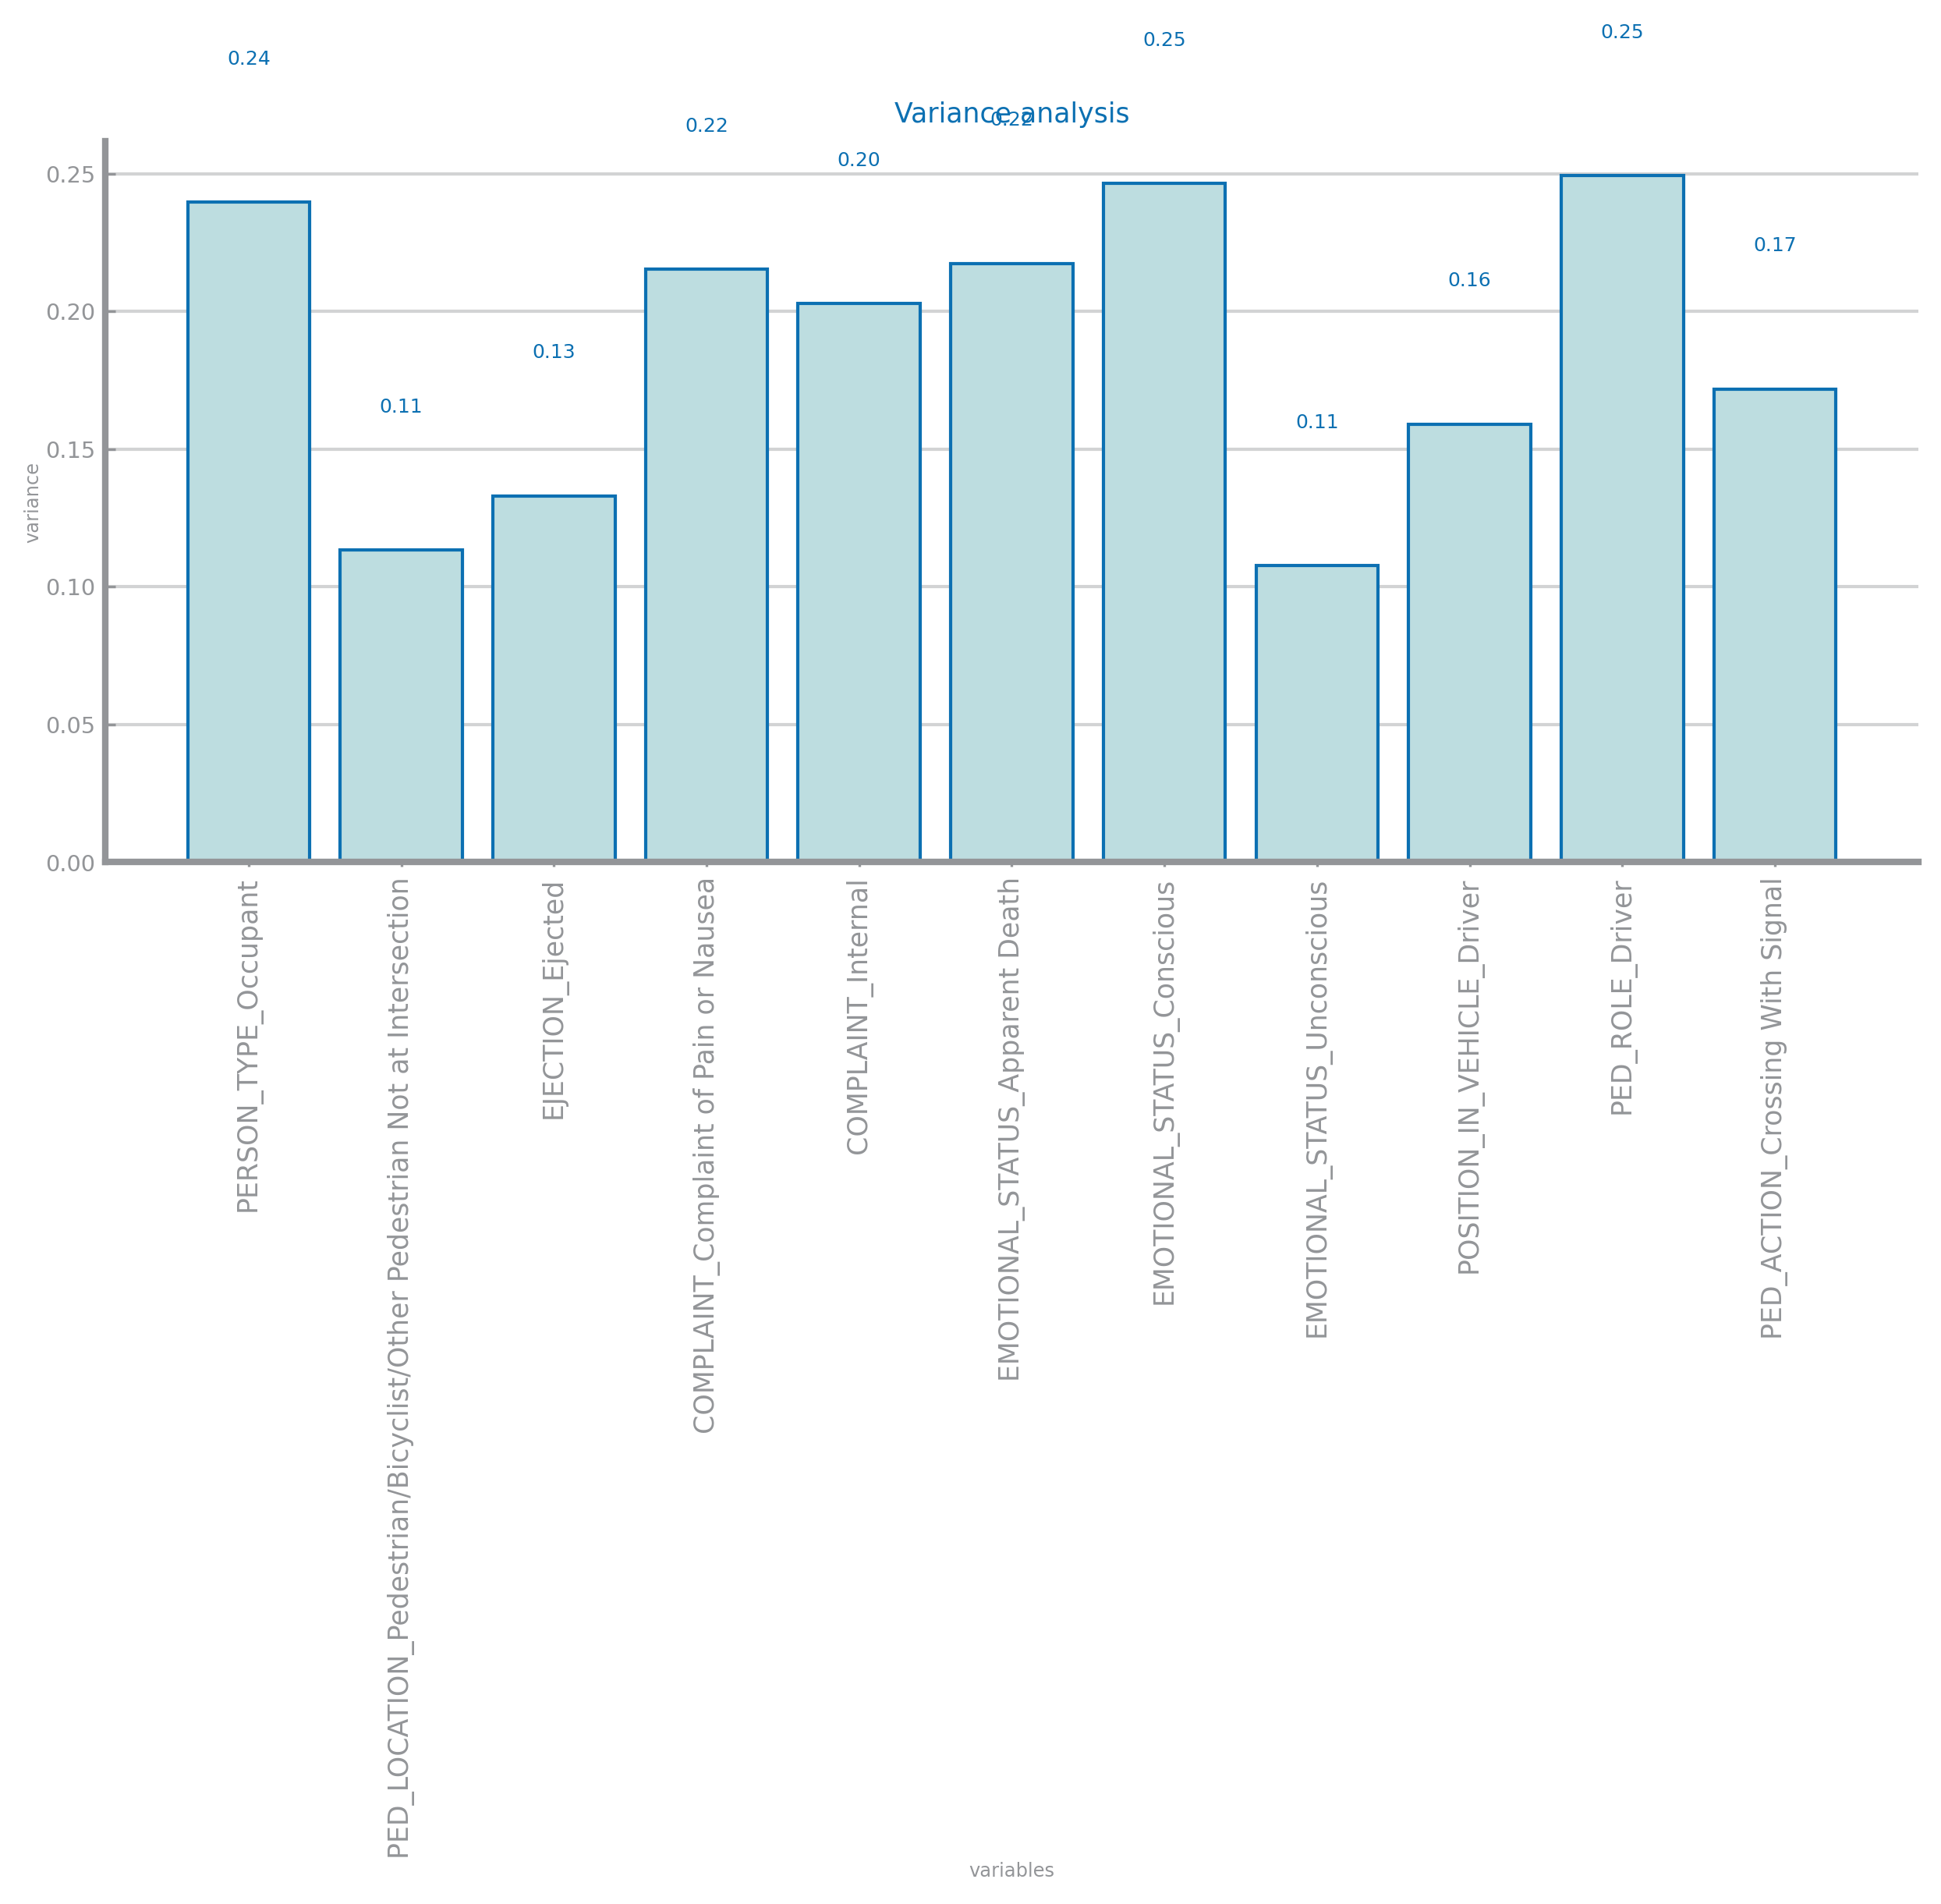 0.24
0.25
0.25
Variance analysis
0.22
0.22
0.20
0.17
0.16
0.13
0.11
0.11
variance
0.25
0.20
0.15
0.10
0.05
0.00
PERSON_TYPE_Occupant
PED_LOCATION_Pedestrian/Bicyclist/Other Pedestrian Not at Intersection
EJECTION_Ejected
COMPLAINT_Complaint of Pain or Nausea
COMPLAINT_Internal
EMOTIONAL_STATUS_Apparent Death
EMOTIONAL_STATUS_Conscious
EMOTIONAL_STATUS_Unconscious
POSITION_IN_VEHICLE_Driver
PED_ROLE_Driver
PED_ACTION_Crossing With Signal
variables